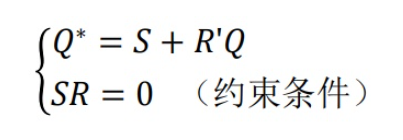 Q* = S + R'Q
SR = 0 （约束条件）